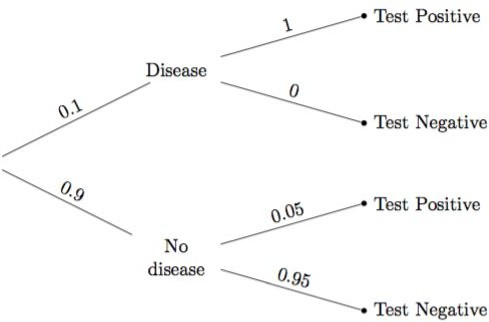 1
Test Positive
Disease
0
0.1
Test Negative
0.9
0.05
Test Positive
No
disease
0.95
Test Negative